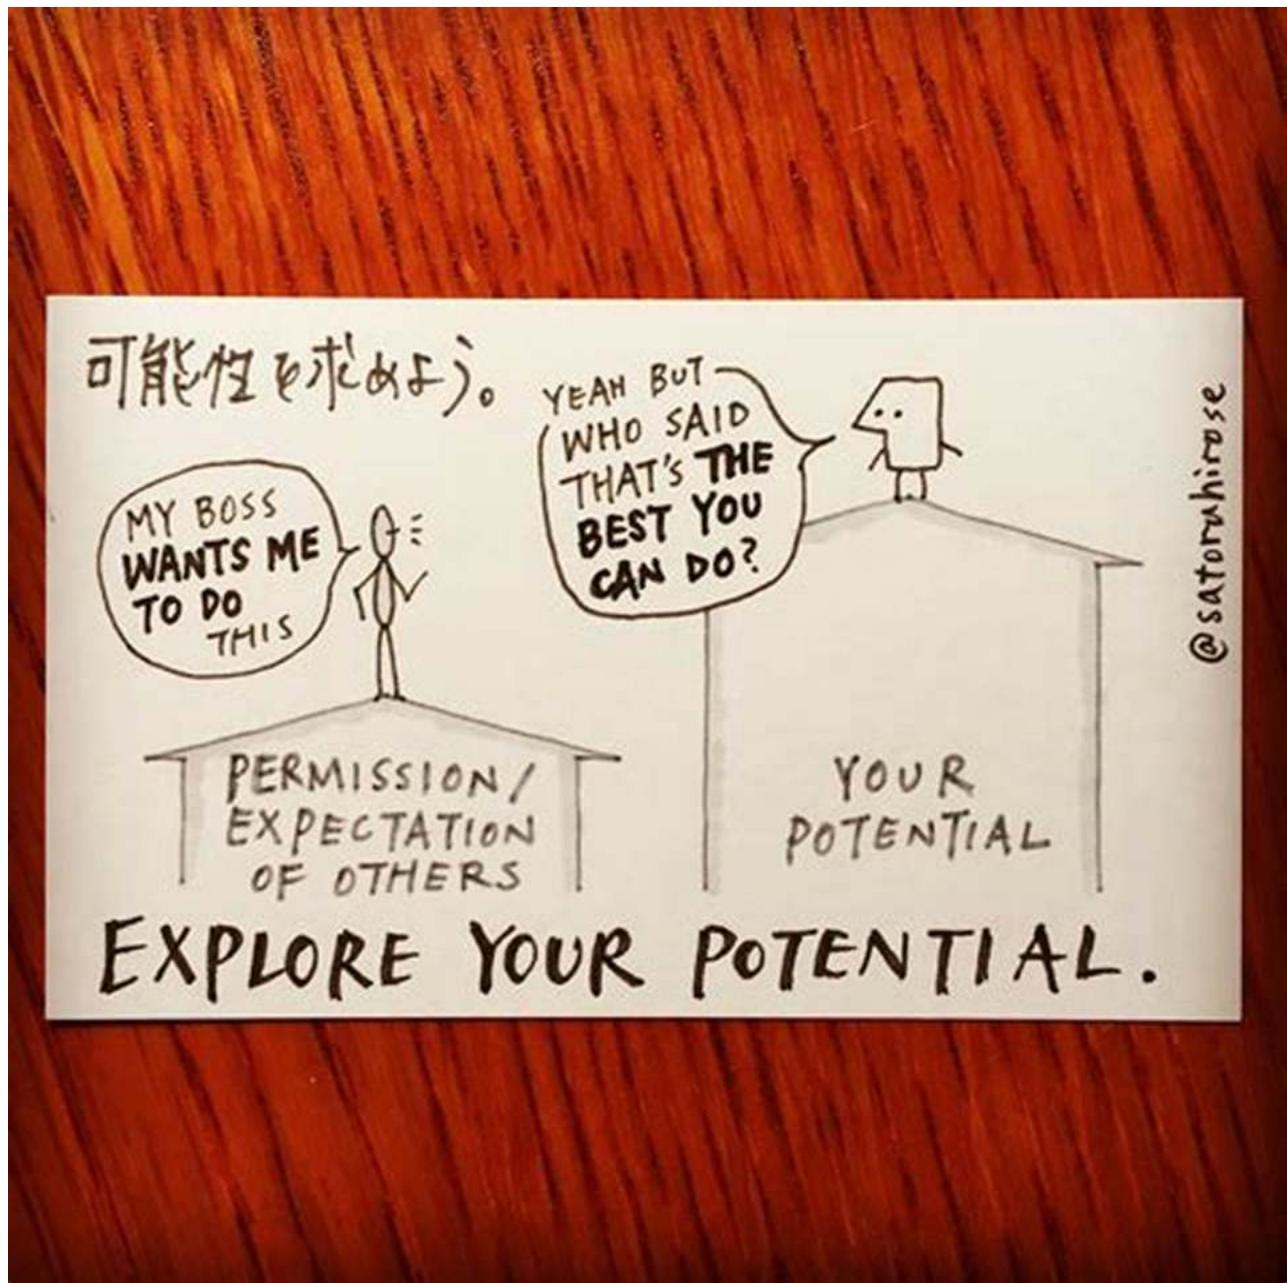 可能性を求めよう。
MY BOSS
WANTS ME
TO DO
THIS
YEAH BUT
WHO SAID
THAT'S THE
BEST YOU
CAN DO?
@satoruhirose
PERMISSION/
EXPECTATION
OF OTHERS
YOUR
POTENTIAL
EXPLORE YOUR POTENTIAL.